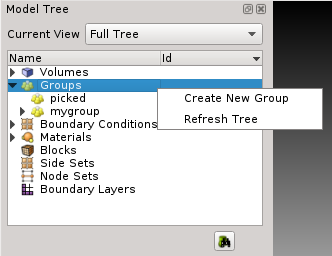 Model Tree
Current View Full Tree
Name Id
Volumes
Groups
picked
mygroup
Boundary Conditions
Materials
Blocks
Side Sets
Node Sets
Boundary Layers
Create New Group
Refresh Tree